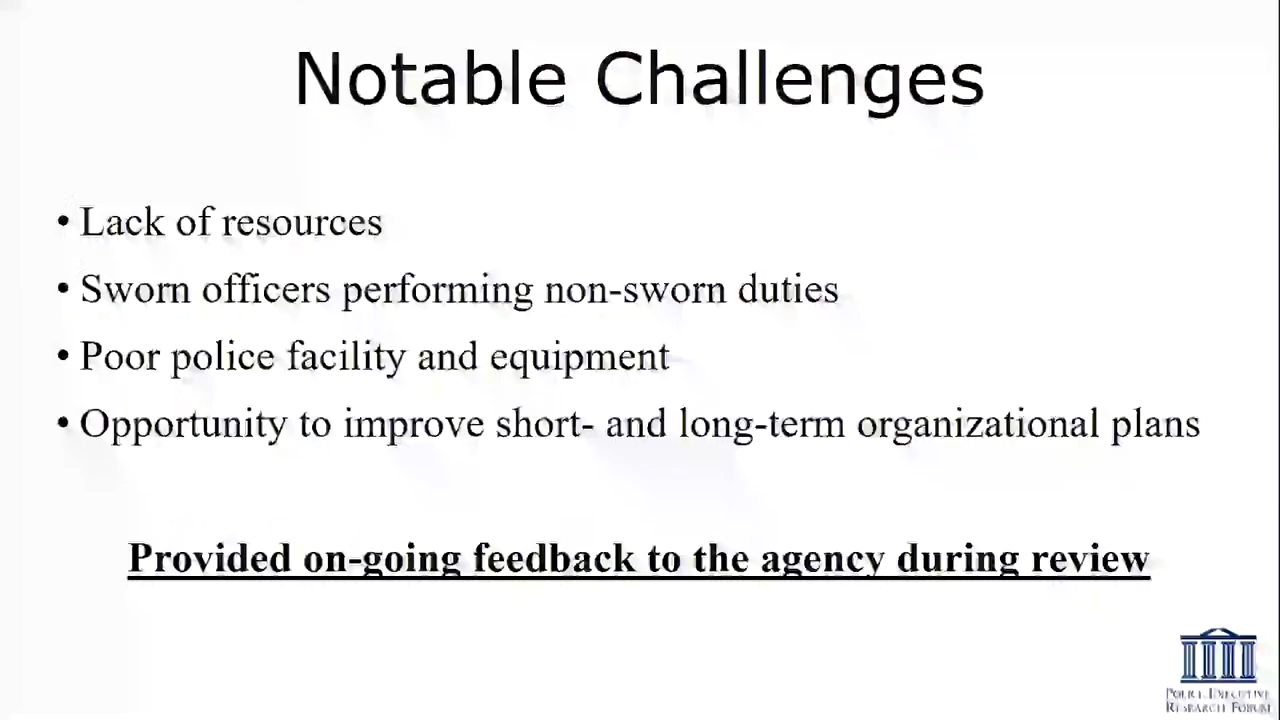 Notable Challenges
• Lack of resources
• Sworn officers performing non-sworn duties
• Poor police facility and equipment
• Opportunity to improve short- and long-term organizational plans
Provided on-going feedback to the agency during review
POLICE EXECUTIVE
RESEARCH FORUM